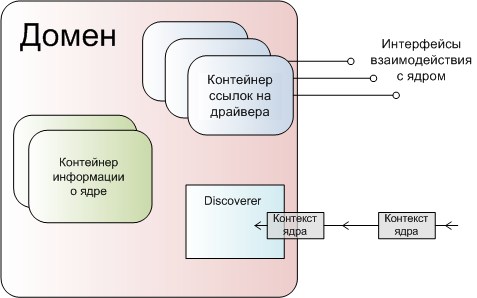 Домен
Контейнер
ссылок на
драйвера
Интерфейсы
взаимодействия
с ядром
Контейнер
информации
о ядре
Discoverer
Контекст
ядра
Контекст
ядра